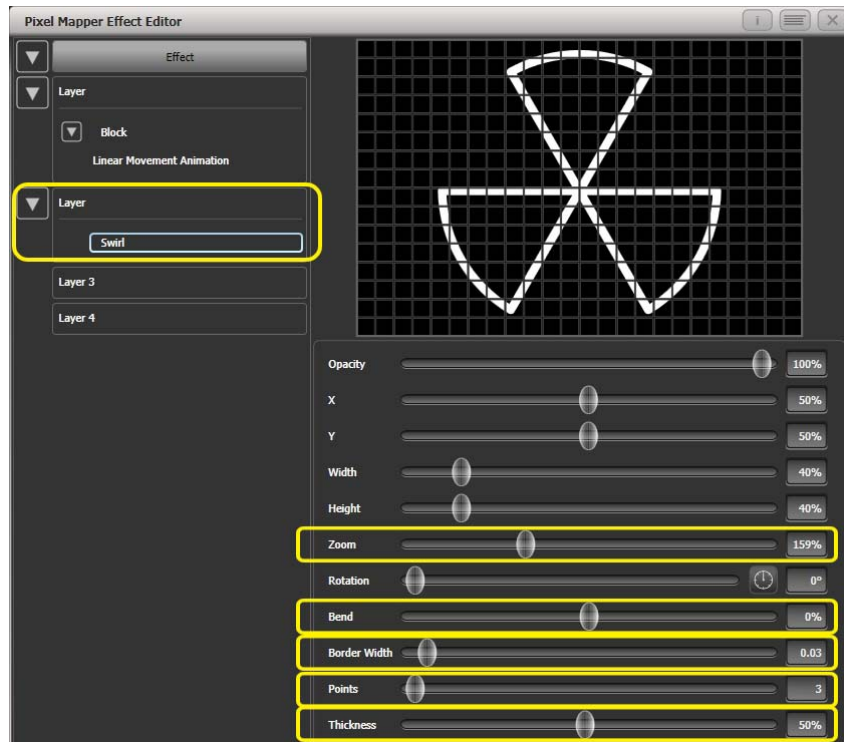 Pixel Mapper Effect Editor
Effect
Layer
Block
Linear Movement Animation
Layer
Swirl
Layer 3
Layer 4
Opacity 100%
X 50%
Y 50%
Width 40%
Height 40%
Zoom 159%
Rotation 0°
Bend 0%
Border Width 0.03
Points 3
Thickness 50%